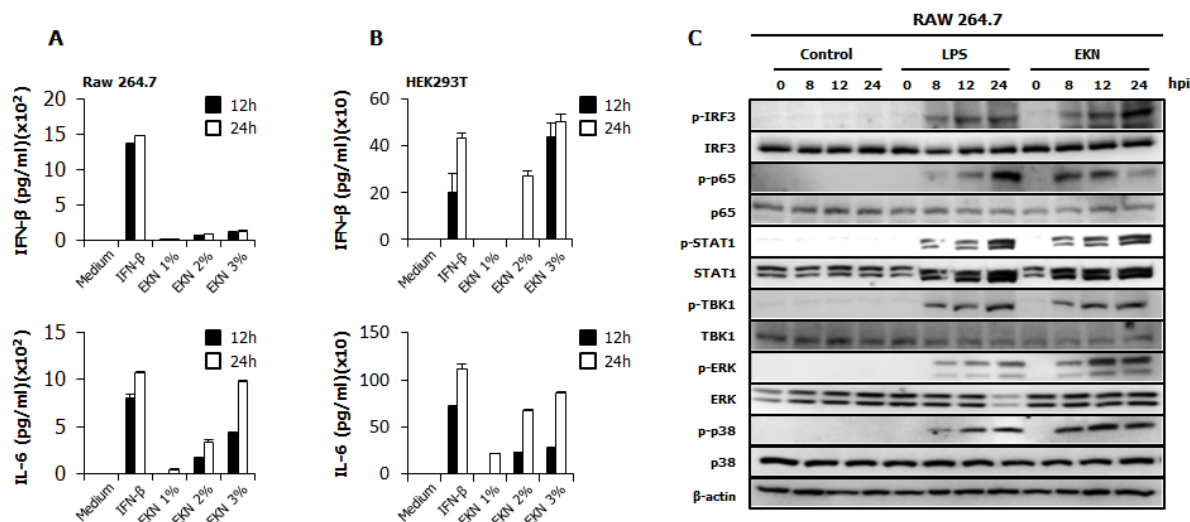 A
Raw 264.7
IFN-β (pg/ml)(x10²)
20
15
10
5
0
12h
24h
Medium
IFN-β
EKN 1%
EKN 2%
EKN 3%
IL-6 (pg/ml)(x10²)
15
10
5
0
12h
24h
Medium
IFN-β
EKN 1%
EKN 2%
EKN 3%
B
HEK293T
IFN-β (pg/ml)(x10)
60
40
20
0
12h
24h
Medium
IFN-β
EKN 1%
EKN 2%
EKN 3%
IL-6 (pg/ml)(x10)
150
100
50
0
12h
24h
Medium
IFN-β
EKN 1%
EKN 2%
EKN 3%
C
RAW 264.7
Control LPS EKN
0 8 12 24 0 8 12 24 0 8 12 24 hpi
p-IRF3
IRF3
p-p65
p65
p-STAT1
STAT1
p-TBK1
TBK1
p-ERK
ERK
p-p38
p38
β-actin